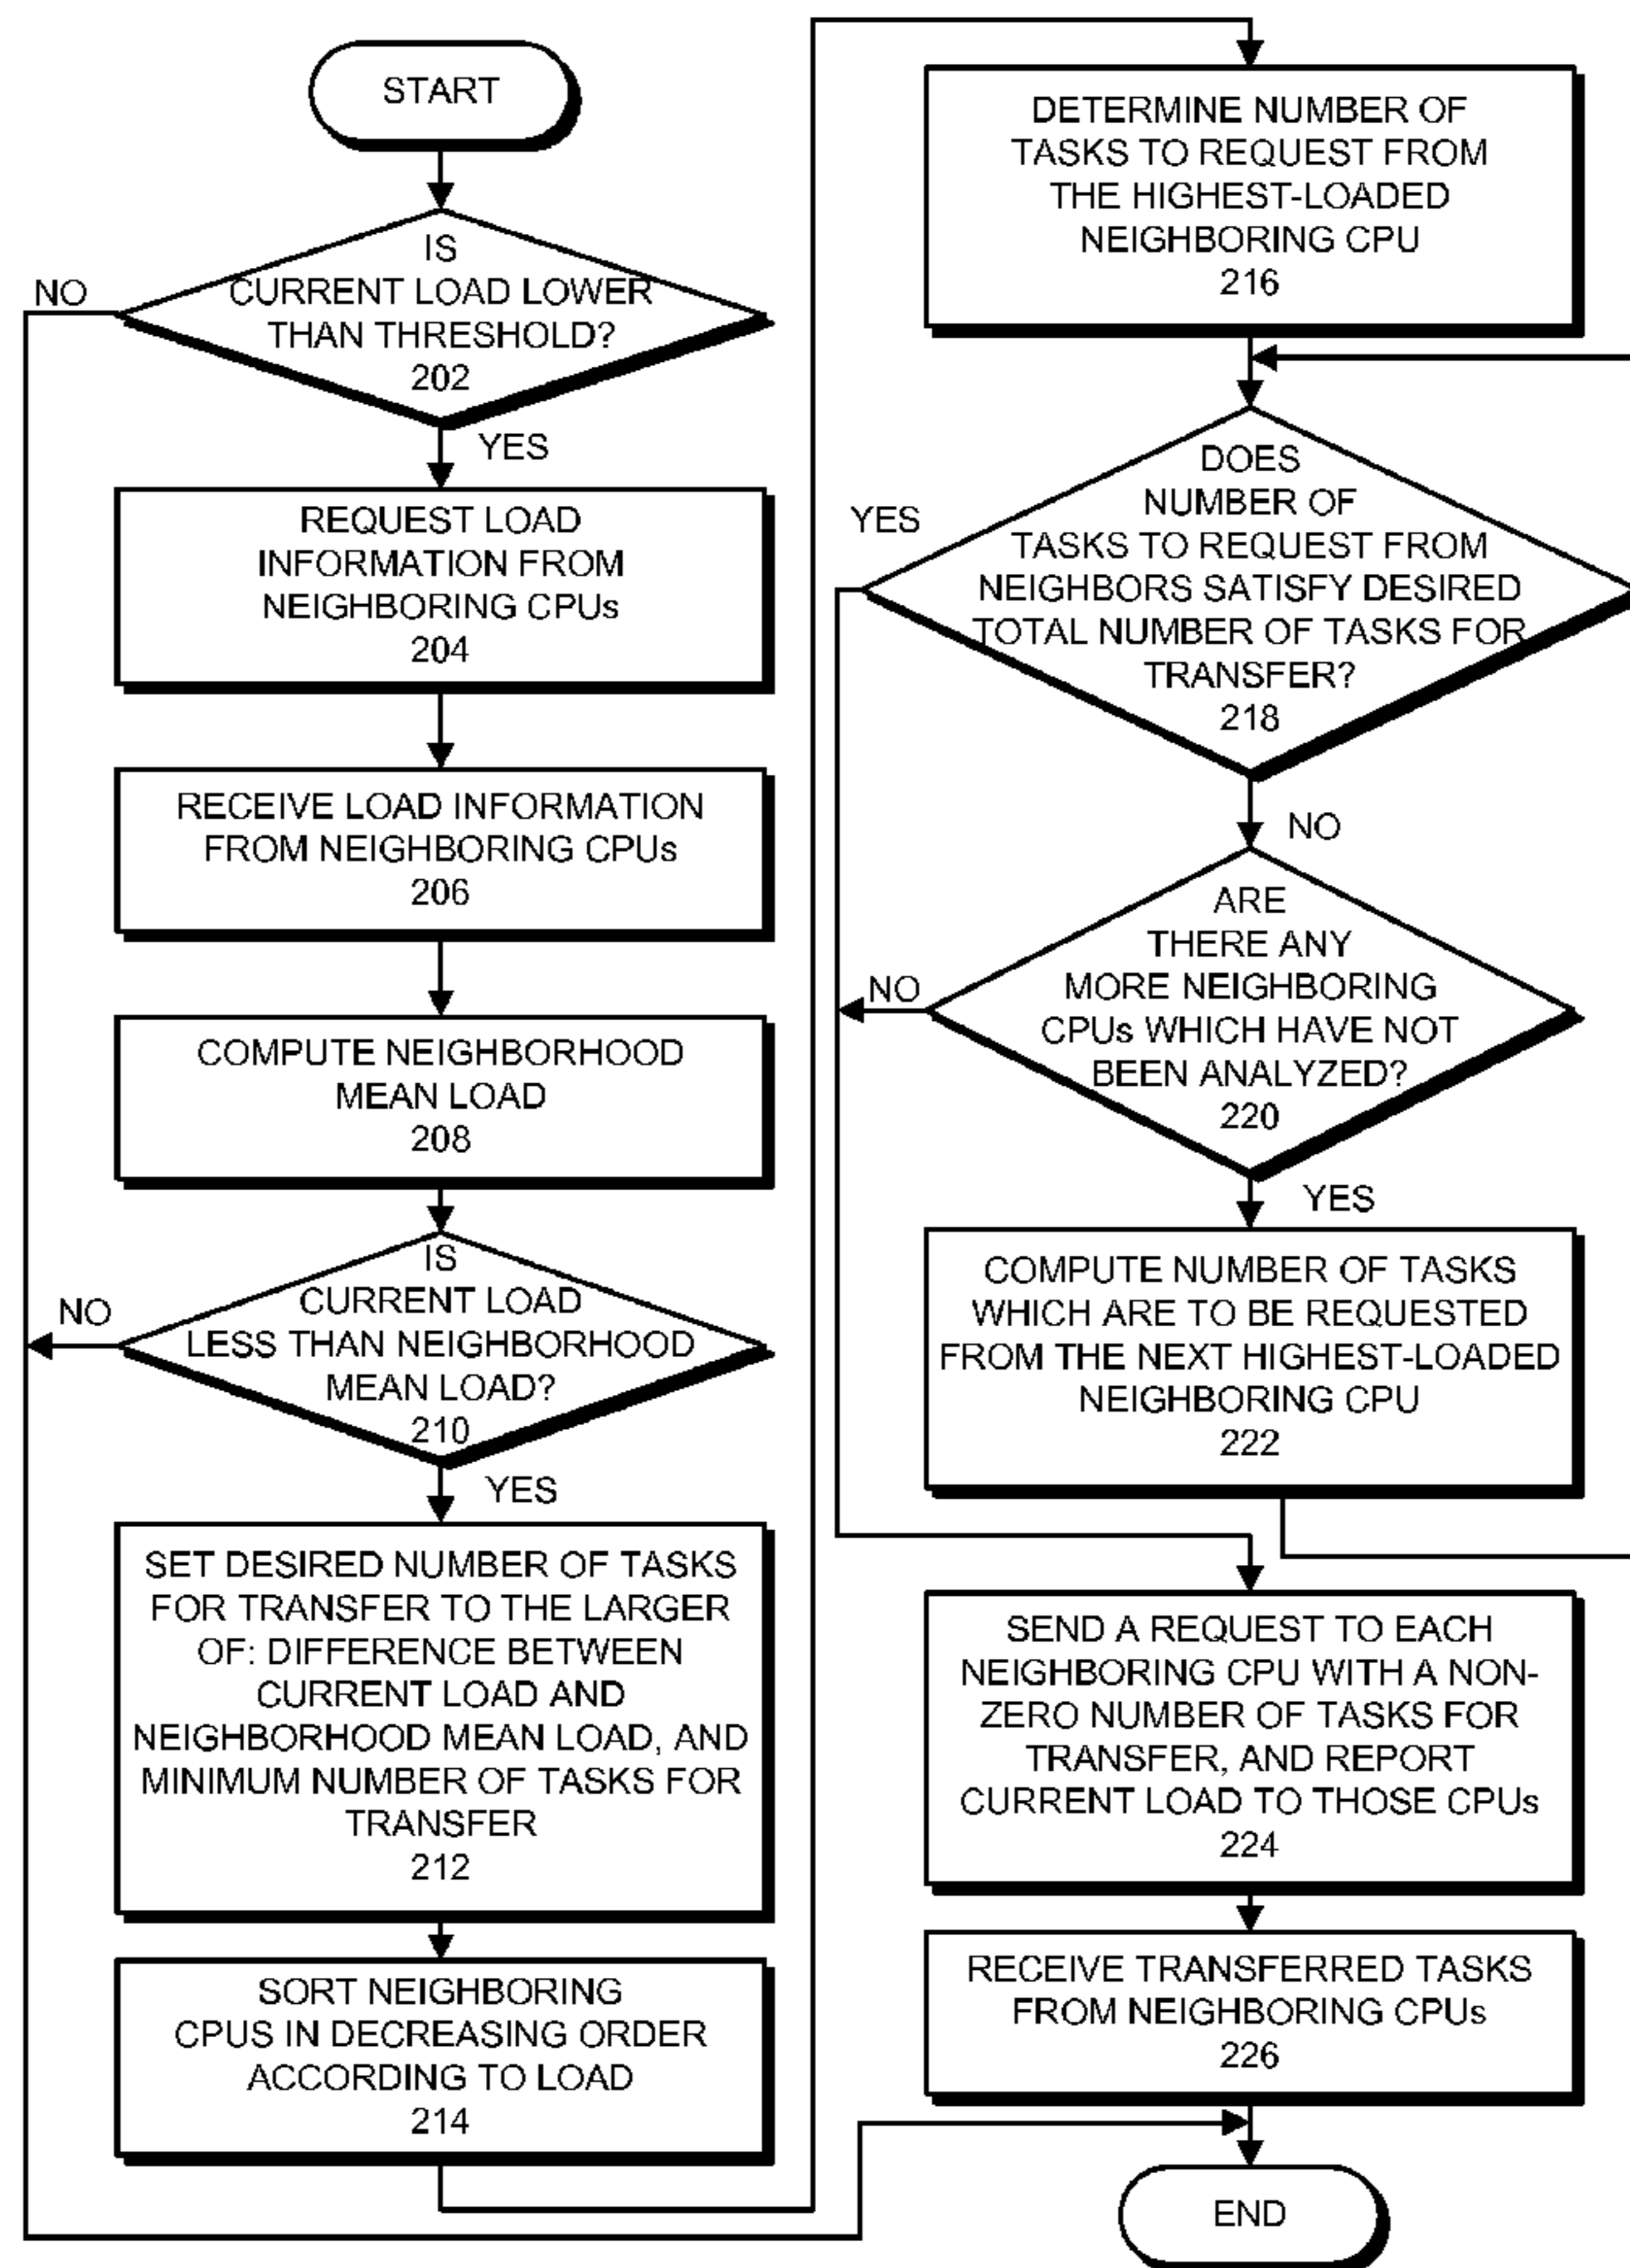 START
IS
CURRENT LOAD LOWER
THAN THRESHOLD?
202
NO
YES
REQUEST LOAD
INFORMATION FROM
NEIGHBORING CPUs
204
RECEIVE LOAD INFORMATION
FROM NEIGHBORING CPUs
206
COMPUTE NEIGHBORHOOD
MEAN LOAD
208
IS
CURRENT LOAD
LESS THAN NEIGHBORHOOD
MEAN LOAD?
210
NO
YES
SET DESIRED NUMBER OF TASKS
FOR TRANSFER TO THE LARGER
OF: DIFFERENCE BETWEEN
CURRENT LOAD AND
NEIGHBORHOOD MEAN LOAD, AND
MINIMUM NUMBER OF TASKS FOR
TRANSFER
212
SORT NEIGHBORING
CPUS IN DECREASING ORDER
ACCORDING TO LOAD
214
DETERMINE NUMBER OF
TASKS TO REQUEST FROM
THE HIGHEST-LOADED
NEIGHBORING CPU
216
DOES
NUMBER OF
TASKS TO REQUEST FROM
NEIGHBORS SATISFY DESIRED
TOTAL NUMBER OF TASKS FOR
TRANSFER?
218
YES
NO
ARE
THERE ANY
MORE NEIGHBORING
CPUs WHICH HAVE NOT
BEEN ANALYZED?
220
NO
YES
COMPUTE NUMBER OF TASKS
WHICH ARE TO BE REQUESTED
FROM THE NEXT HIGHEST-LOADED
NEIGHBORING CPU
222
SEND A REQUEST TO EACH
NEIGHBORING CPU WITH A NON-
ZERO NUMBER OF TASKS FOR
TRANSFER, AND REPORT
CURRENT LOAD TO THOSE CPUs
224
RECEIVE TRANSFERRED TASKS
FROM NEIGHBORING CPUs
226
END